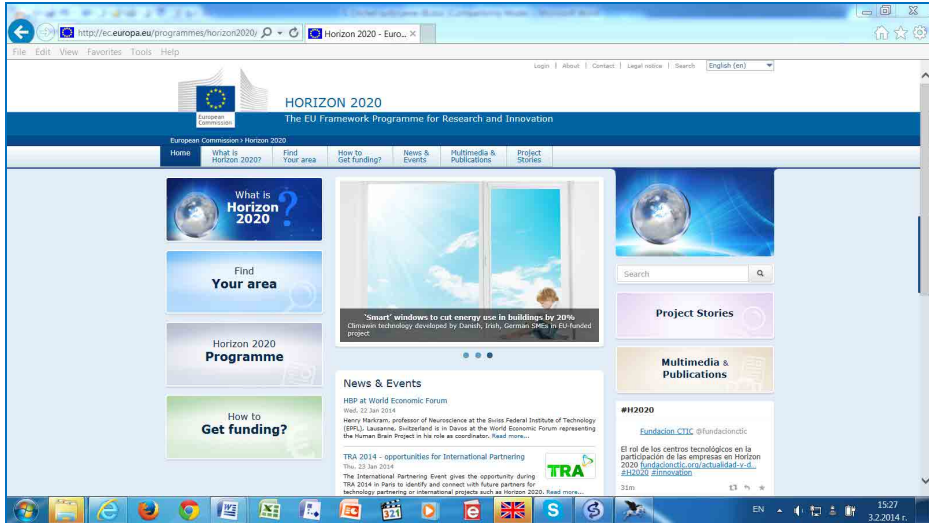 http://ec.europa.eu/programmes/horizon2020/
Horizon 2020 - Euro...
File Edit View Favorites Tools Help
Login | About | Contact | Legal notice | Search English (en)
European
Commission
HORIZON 2020
The EU Framework Programme for Research and Innovation
European Commission > Horizon 2020
Home
What is
Horizon 2020?
Find
Your area
How to
Get funding?
News &
Events
Multimedia &
Publications
Project
Stories
What is
Horizon
2020
?
Find
Your area
Horizon 2020
Programme
How to
Get funding?
'Smart' windows to cut energy use in buildings by 20%
Climawin technology developed by Danish, Irish, German SMEs in EU-funded
project
News & Events
HBP at World Economic Forum
Wed, 22 Jan 2014
Henry Markram, professor of Neuroscience at the Swiss Federal Institute of Technology
(EPFL), Lausanne, Switzerland is in Davos at the World Economic Forum representing
the Human Brain Project in his role as coordinator. Read more...
TRA 2014 - opportunities for International Partnering
Thu, 23 Jan 2014
The International Partnering Event gives the opportunity during
TRA 2014 in Paris to identify and connect with future partners for
technology partnering or international projects such as Horizon 2020. Read more...
TRA
Search
Project Stories
Multimedia &
Publications
#H2020
Fundacion CTIC @fundacionctic
El rol de los centros tecnológicos en la
participación de las empresas en Horizon
2020 fundacionctic.org/actualidad-y-d...
#H2020 #innovation
31m
321
EN
15:27
3.2.2014 г.